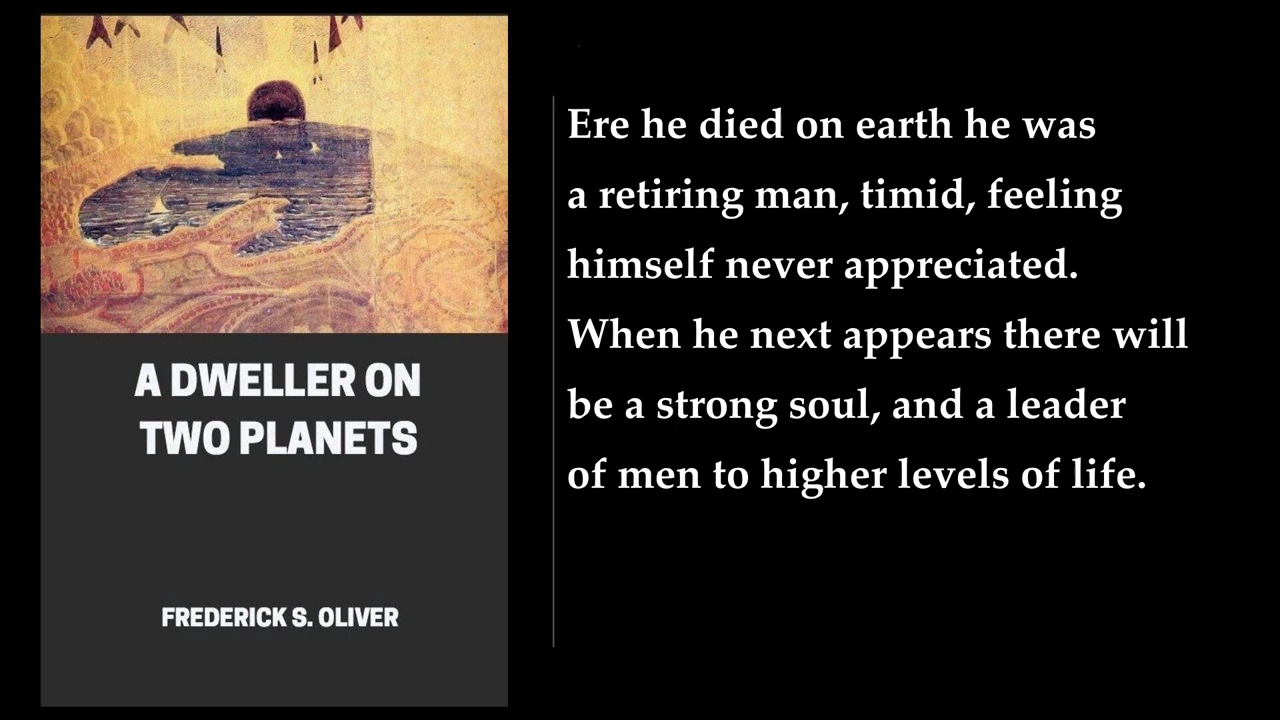 A DWELLER ON
TWO PLANETS
FREDERICK S. OLIVER
Ere he died on earth he was
a retiring man, timid, feeling
himself never appreciated.
When he next appears there will
be a strong soul, and a leader
of men to higher levels of life.